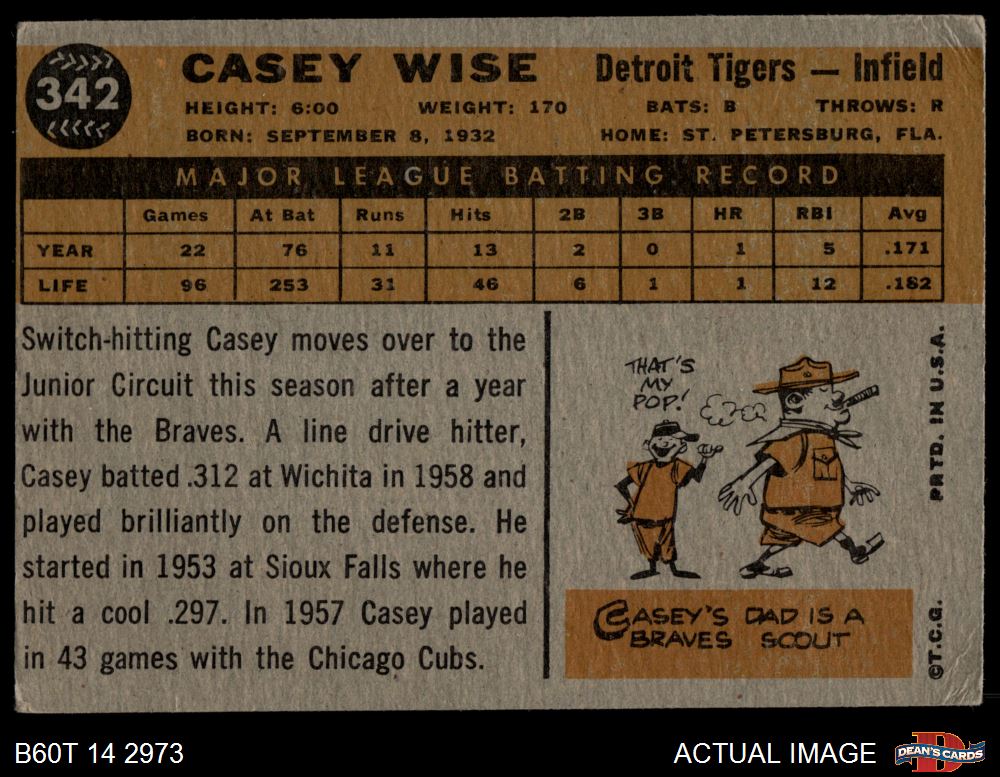 342
CASEY WISE
Detroit Tigers — Infield
HEIGHT: 6:00 WEIGHT: 170 BATS: B THROWS: R
BORN: SEPTEMBER 8, 1932 HOME: ST. PETERSBURG, FLA.
MAJOR LEAGUE BATTING RECORD
Games At Bat Runs Hits 2B 3B HR RBI Avg
YEAR 22 76 11 13 2 0 1 5 .171
LIFE 96 253 31 46 6 1 1 12 .182
Switch-hitting Casey moves over to the
Junior Circuit this season after a year
with the Braves. A line drive hitter,
Casey batted .312 at Wichita in 1958 and
played brilliantly on the defense. He
started in 1953 at Sioux Falls where he
hit a cool .297. In 1957 Casey played
in 43 games with the Chicago Cubs.
THAT'S
MY
POP!
CASEY'S DAD IS A
BRAVES SCOUT
©T.C.G. PRTD. IN U.S.A.
B60T 14 2973
ACTUAL IMAGE
D
DEAN'S CARDS